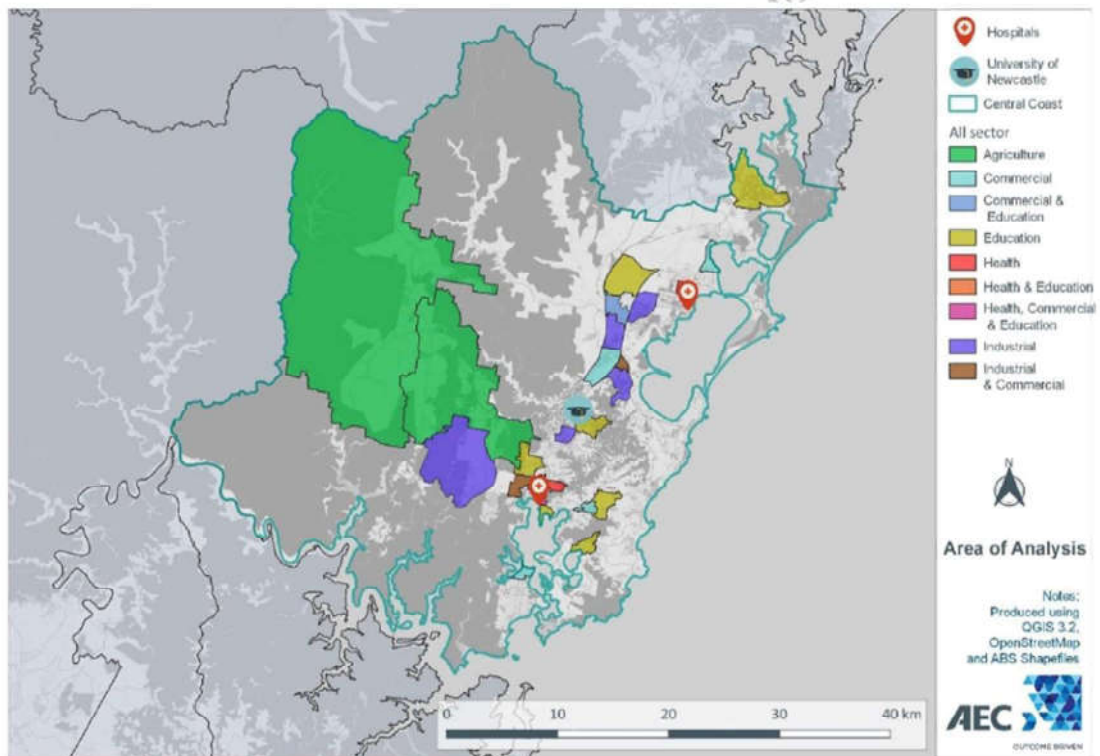 Hospitals
University of
Newcastle
Central Coast
All sector
Agriculture
Commercial
Commercial &
Education
Education
Health
Health & Education
Health, Commercial
& Education
Industrial
Industrial
& Commercial
N
Area of Analysis
Notes:
Produced using
QGIS 3.2,
OpenStreetMap
and ABS Shapefiles
AEC
OUTCOME DRIVEN
0 10 20 30 40 km